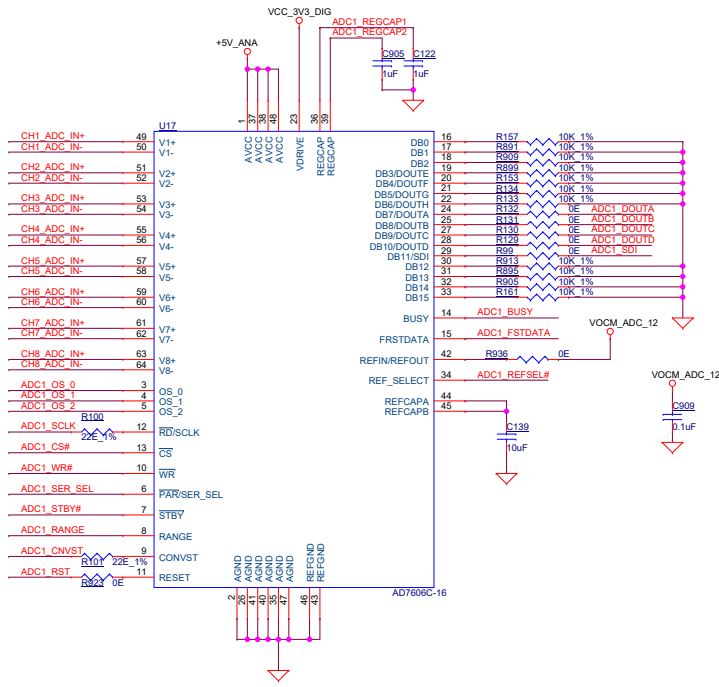 VCC_3V3_DIG
ADC1_REGCAP1
ADC1_REGCAP2
+5V_ANA
C905
C122
1uF
1uF
U17
1
37
38
48
23
36
39
AVCC
AVCC
AVCC
AVCC
VDRIVE
REGCAP
REGCAP
CH1_ADC_IN+ 49 V1+
CH1_ADC_IN- 50 V1-
CH2_ADC_IN+ 51 V2+
CH2_ADC_IN- 52 V2-
CH3_ADC_IN+ 53 V3+
CH3_ADC_IN- 54 V3-
CH4_ADC_IN+ 55 V4+
CH4_ADC_IN- 56 V4-
CH5_ADC_IN+ 57 V5+
CH5_ADC_IN- 58 V5-
CH6_ADC_IN+ 59 V6+
CH6_ADC_IN- 60 V6-
CH7_ADC_IN+ 61 V7+
CH7_ADC_IN- 62 V7-
CH8_ADC_IN+ 63 V8+
CH8_ADC_IN- 64 V8-
ADC1_OS_0 3 OS_0
ADC1_OS_1 4 OS_1
ADC1_OS_2 5 OS_2
R100
ADC1_SCLK 22E_1% 12 RD/SCLK
ADC1_CS# 13 CS
ADC1_WR# 10 WR
ADC1_SER_SEL 6 PAR/SER_SEL
ADC1_STBY# 7 STBY
ADC1_RANGE 8 RANGE
ADC1_CNVST 9 CONVST
R101 22E_1%
ADC1_RST 11 RESET
R923 0E
16 DB0 R157 10K_1%
17 DB1 R891 10K_1%
18 DB2 R909 10K_1%
19 DB3/DOUTE R899 10K_1%
20 DB4/DOUTF R153 10K_1%
21 DB5/DOUTG R134 10K_1%
22 DB6/DOUTH R133 10K_1%
24 DB7/DOUTA R132 0E ADC1_DOUTA
25 DB8/DOUTB R131 0E ADC1_DOUTB
27 DB9/DOUTC R130 0E ADC1_DOUTC
28 DB10/DOUTD R129 0E ADC1_DOUTD
29 DB11/SDI R99 0E ADC1_SDI
30 DB12 R913 10K_1%
31 DB13 R895 10K_1%
32 DB14 R905 10K_1%
33 DB15 R161 10K_1%
BUSY 14 ADC1_BUSY
FRSTDATA 15 ADC1_FSTDATA
VOCM_ADC_12
REFIN/REFOUT 42 R936 0E
REF_SELECT 34 ADC1_REFSEL#
REFCAPA 44
REFCAPB 45
C139
10uF
VOCM_ADC_12
C909
0.1uF
AGND
AGND
AGND
AGND
AGND
AGND
REFGND
REFGND
2
26
41
40
35
47
46
43
AD7606C-16